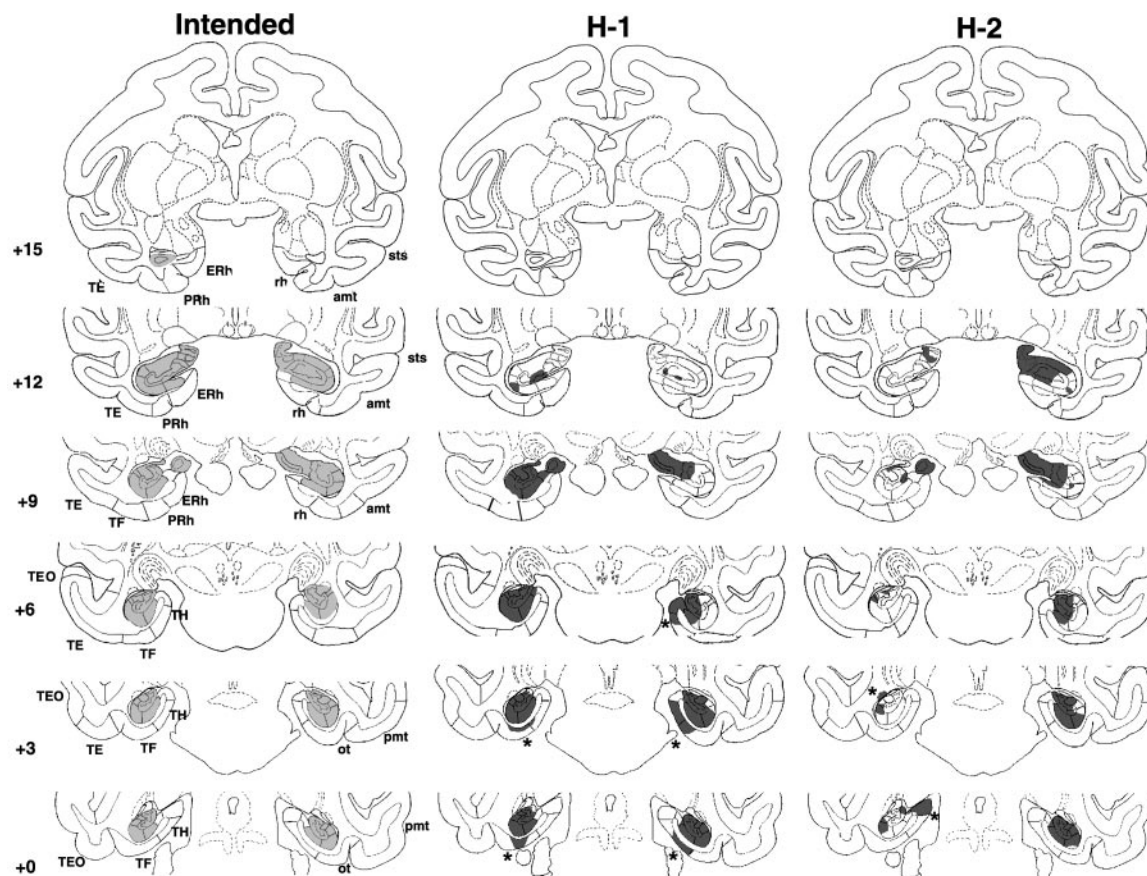 Intended H-1 H-2
+15
sts
ERh rh
TE
PRh amt
sts
+12
ERh amt
TE rh
PRh
+9
TE ERh amt
TF PRh rh
TEO
+6
TH
*
TE TF
TEO *
TH
pmt
+3
TE TF ot * *
TH pmt *
TEO TF * *
+0
ot